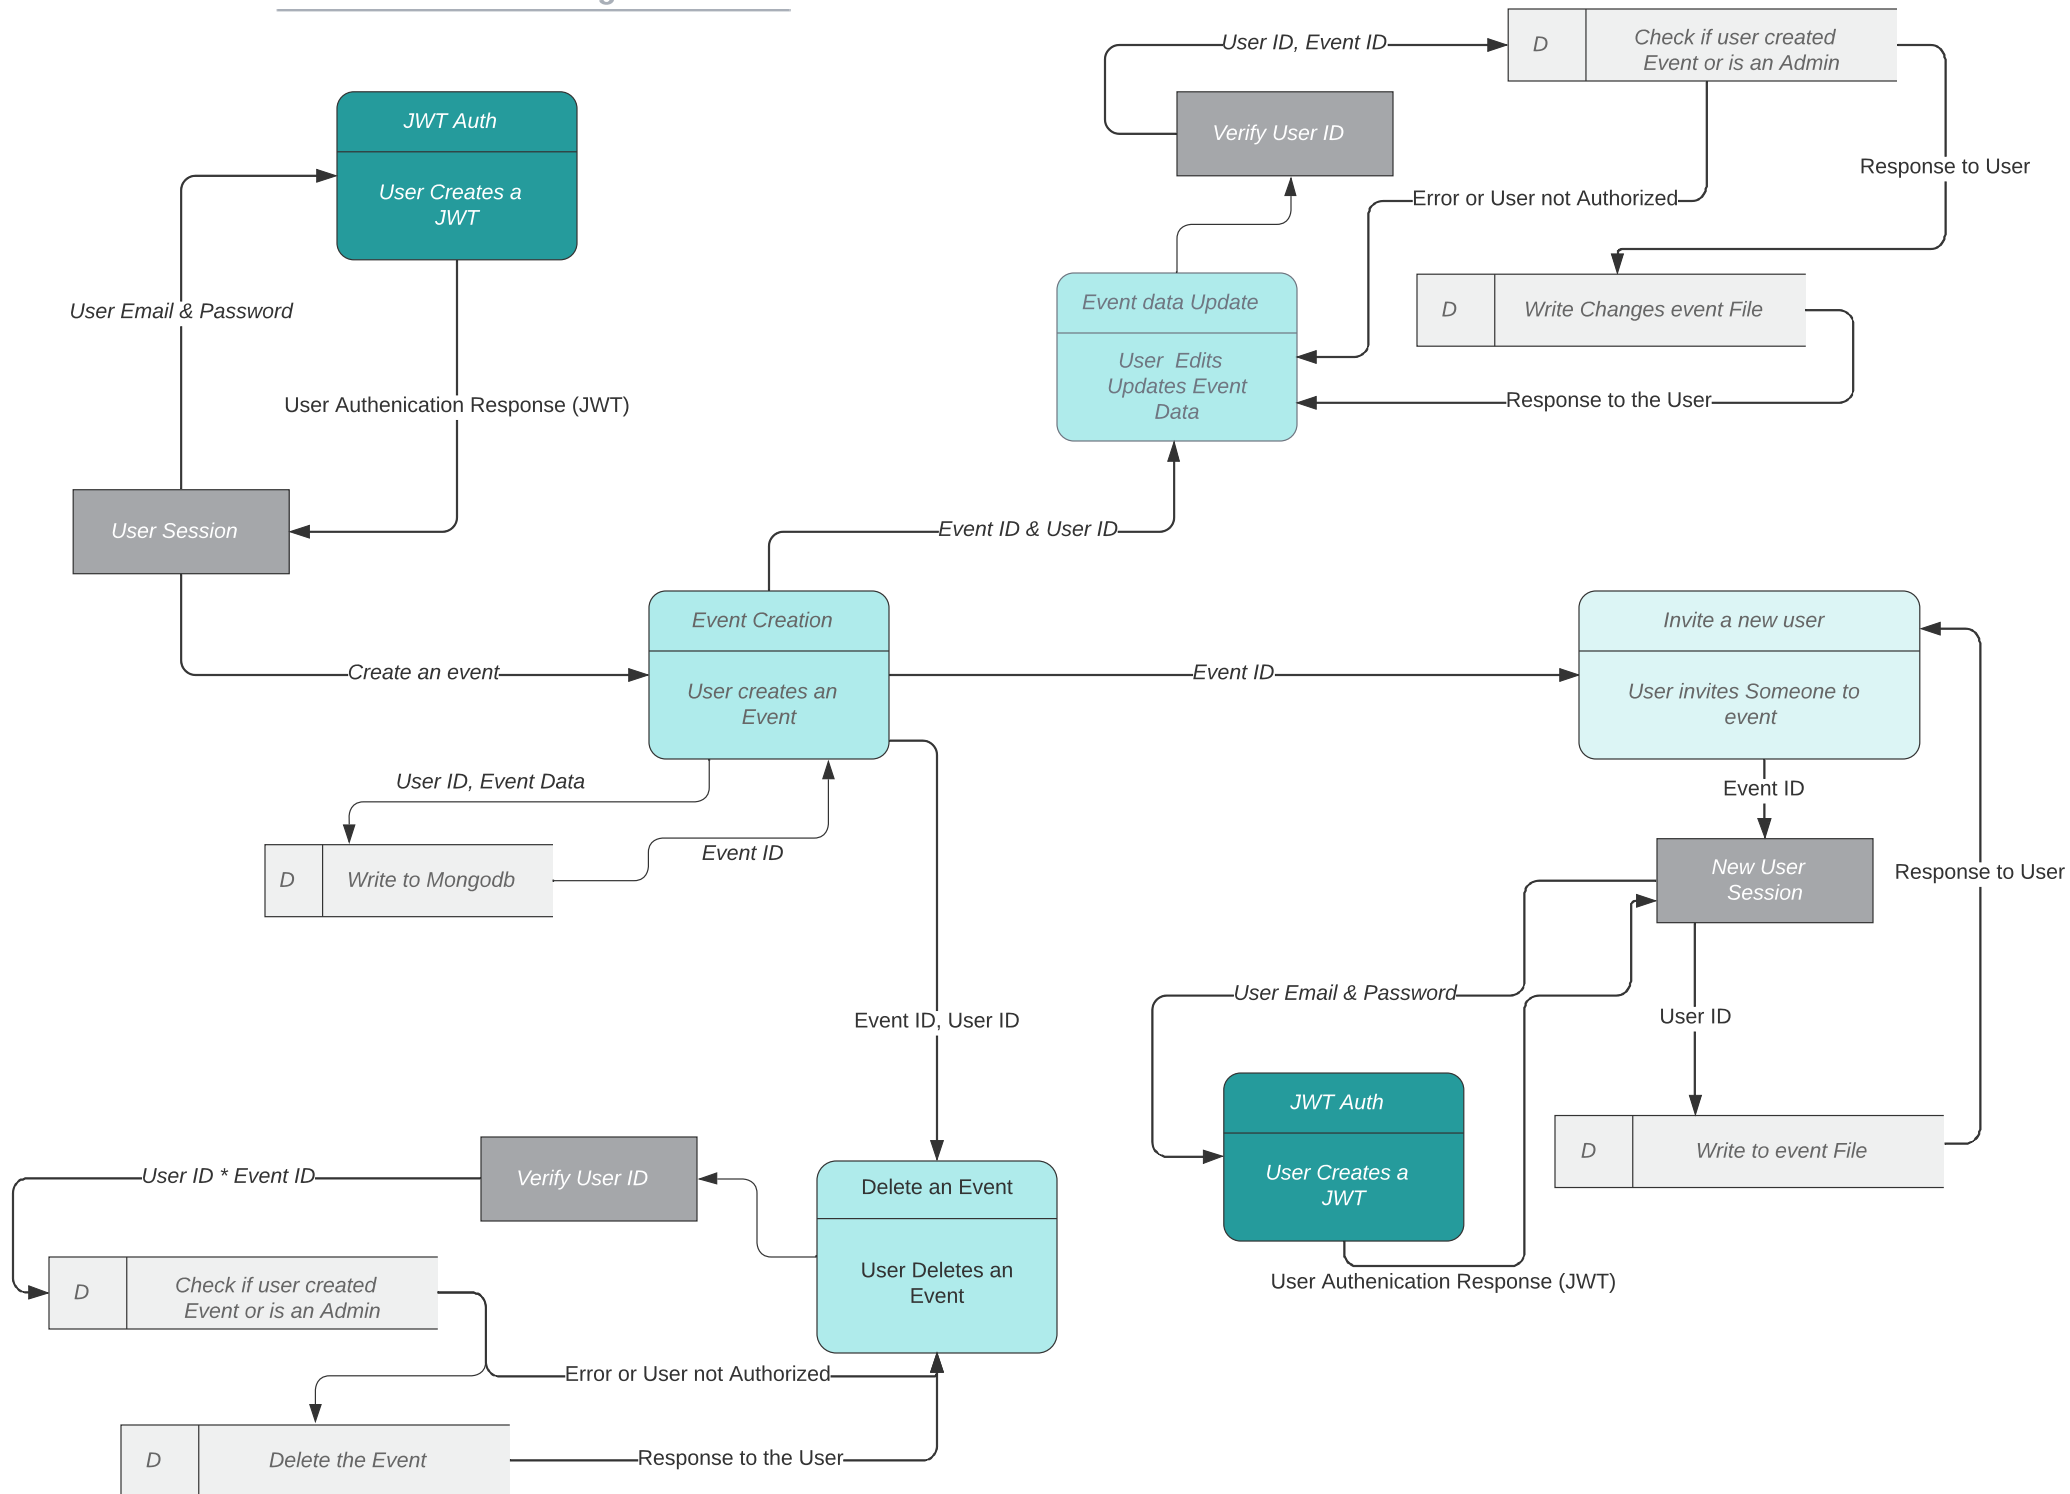 User ID, Event ID
D
Check if user created
Event or is an Admin
JWT Auth
User Creates a
JWT
Verify User ID
Response to User
Error or User not Authorized
User Email & Password
Event data Update
User Edits
Updates Event
Data
D
Write Changes event File
User Authenication Response (JWT)
Response to the User
User Session
Event ID & User ID
Event Creation
User creates an
Event
Create an event
Event ID
Invite a new user
User invites Someone to
event
User ID, Event Data
Event ID
D
Write to Mongodb
Event ID
New User
Session
Response to User
User Email & Password
User ID
Event ID, User ID
JWT Auth
User Creates a
JWT
D
Write to event File
User Authenication Response (JWT)
User ID * Event ID
Verify User ID
Delete an Event
User Deletes an
Event
D
Check if user created
Event or is an Admin
Error or User not Authorized
D
Delete the Event
Response to the User